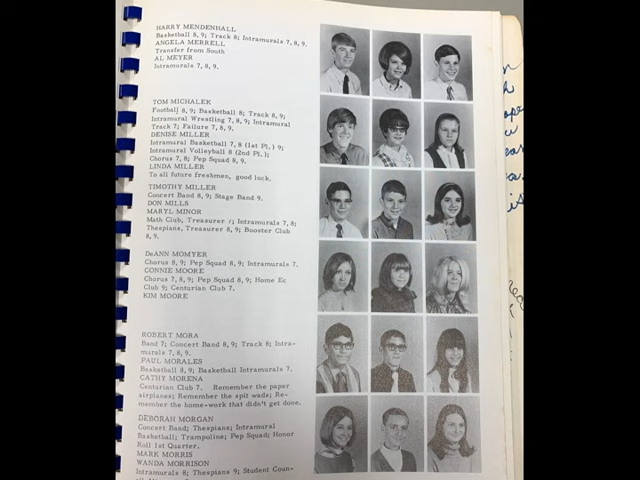 HARRY MENDENHALL
Basketball 8, 9; Track 8; Intramurals 7, 8, 9.
ANGELA MERRELL
Transfer from South
AL MEYER
Intramurals 7, 8, 9.
TOM MICHALEK
Football 8, 9; Basketball 8; Track 8, 9;
Intramural Wrestling 7, 8, 9; Intramural
Track 7; Failure 7, 8, 9.
DENISE MILLER
Intramural Basketball 7, 8 (1st Pl.) 9;
Intramural Volleyball 8 (2nd Pl.);
Chorus 7, 8; Pep Squad 8, 9.
LINDA MILLER
To all future freshmen, good luck.
TIMOTHY MILLER
Concert Band 8, 9; Stage Band 9.
DON MILLS
MARYL MINOR
Math Club, Treasurer 7; Intramurals 7, 8;
Thespians, Treasurer 8, 9; Booster Club
8, 9.
DeANN MOMYER
Chorus 8, 9; Pep Squad 8, 9; Intramurals 7.
CONNIE MOORE
Chorus 7, 8, 9; Pep Squad 8, 9; Home Ec
Club 9; Centurian Club 7.
KIM MOORE
ROBERT MORA
Band 7; Concert Band 8, 9; Track 8; Intra-
murals 7, 8, 9.
PAUL MORALES
Basketball 8, 9; Basketball Intramurals 7.
CATHY MORENA
Centurian Club 7. Remember the paper
airplanes; Remember the spit wads; Re-
member the home-work that didn't get done.
DEBORAH MORGAN
Concert Band; Thespians; Intramural
Basketball; Trampoline; Pep Squad; Honor
Roll 1st Quarter.
MARK MORRIS
WANDA MORRISON
Intramurals 8; Thespians 9; Student Coun-
is